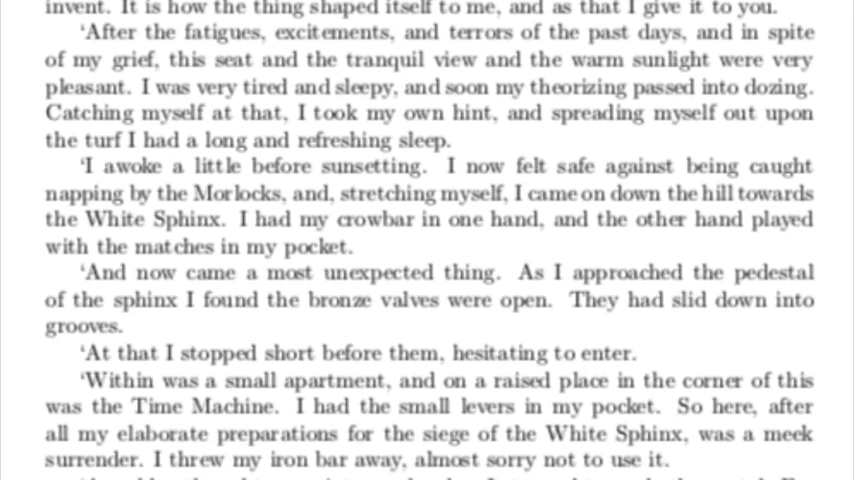 invent. It is how the thing shaped itself to me, and as that I give it to you.
‘After the fatigues, excitements, and terrors of the past days, and in spite
of my grief, this seat and the tranquil view and the warm sunlight were very
pleasant. I was very tired and sleepy, and soon my theorizing passed into dozing.
Catching myself at that, I took my own hint, and spreading myself out upon
the turf I had a long and refreshing sleep.
‘I awoke a little before sunsetting. I now felt safe against being caught
napping by the Morlocks, and, stretching myself, I came on down the hill towards
the White Sphinx. I had my crowbar in one hand, and the other hand played
with the matches in my pocket.
‘And now came a most unexpected thing. As I approached the pedestal
of the sphinx I found the bronze valves were open. They had slid down into
grooves.
‘At that I stopped short before them, hesitating to enter.
‘Within was a small apartment, and on a raised place in the corner of this
was the Time Machine. I had the small levers in my pocket. So here, after
all my elaborate preparations for the siege of the White Sphinx, was a meek
surrender. I threw my iron bar away, almost sorry not to use it.